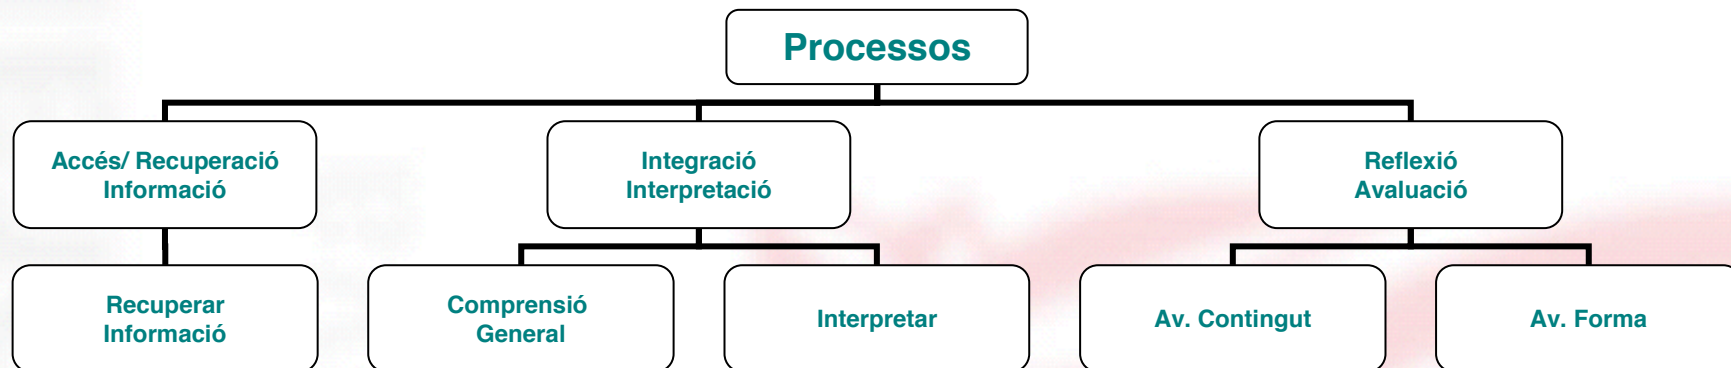 Processos
Accés/ Recuperació
Informació
Integració
Interpretació
Reflexió
Avaluació
Recuperar
Informació
Comprensió
General
Interpretar
Av. Contingut
Av. Forma